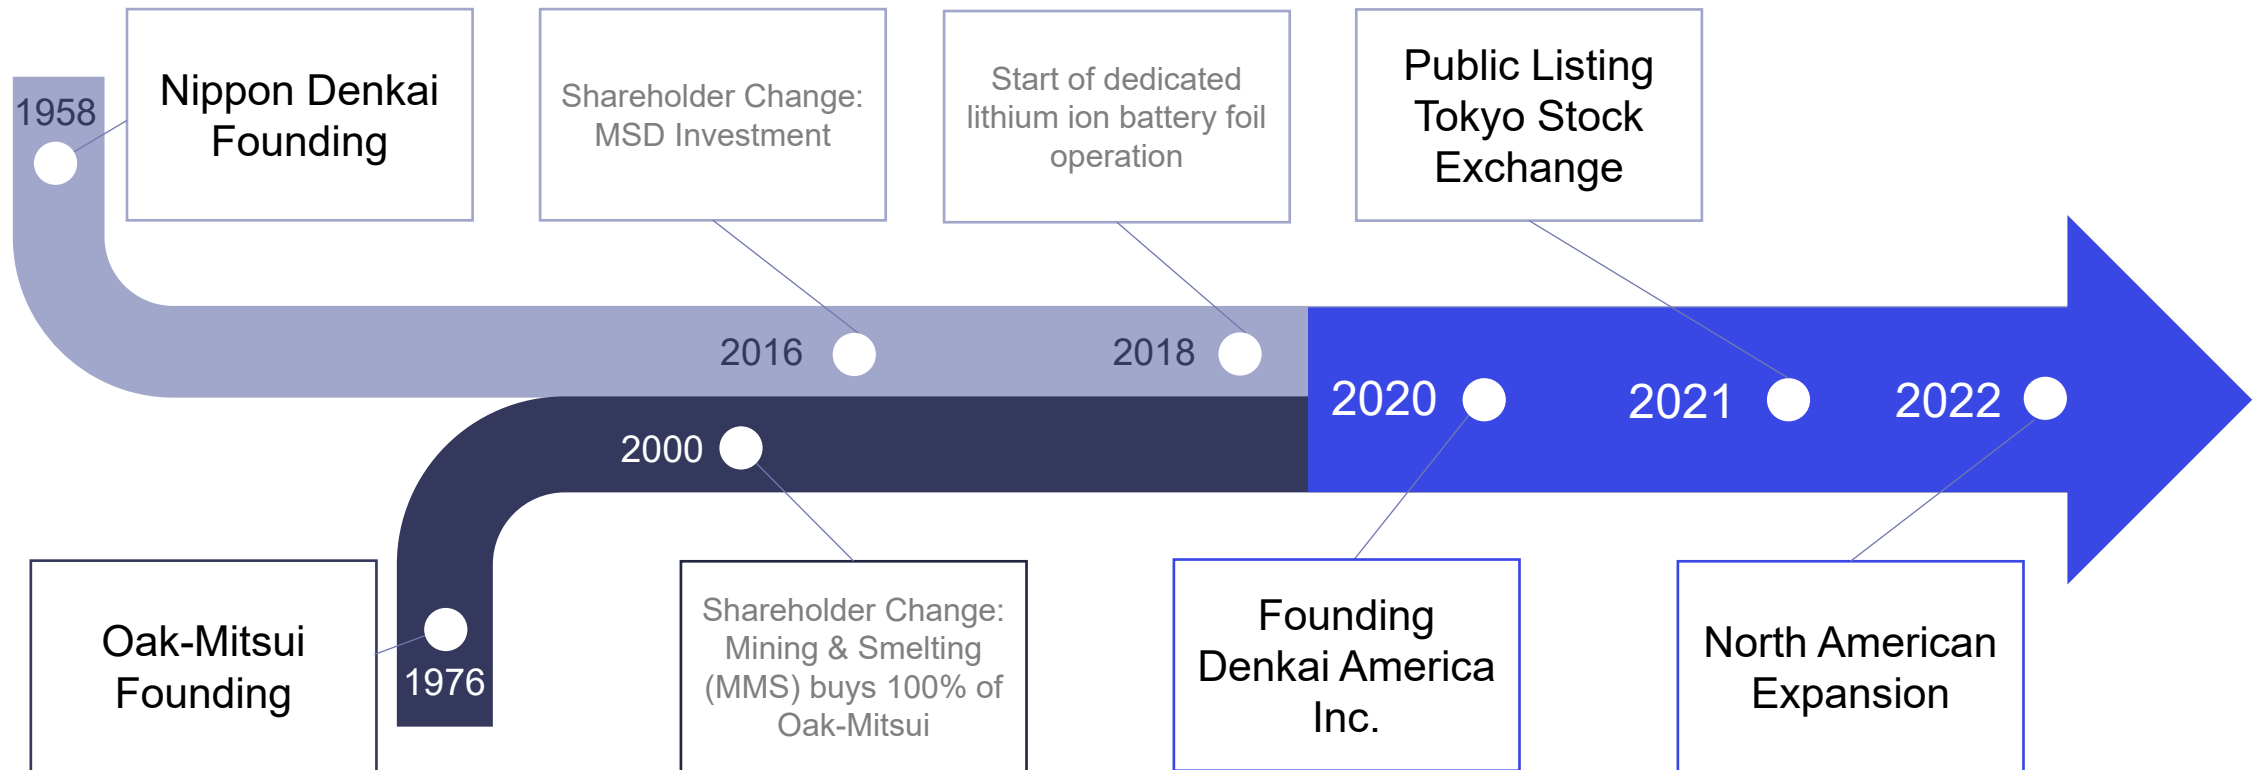 1958
Nippon Denkai
Founding
Shareholder Change:
MSD Investment
Start of dedicated
lithium ion battery foil
operation
Public Listing
Tokyo Stock
Exchange
2016
2018
2020
2021
2022
2000
Oak-Mitsui
Founding
1976
Shareholder Change:
Mining & Smelting
(MMS) buys 100% of
Oak-Mitsui
Founding
Denkai America
Inc.
North American
Expansion